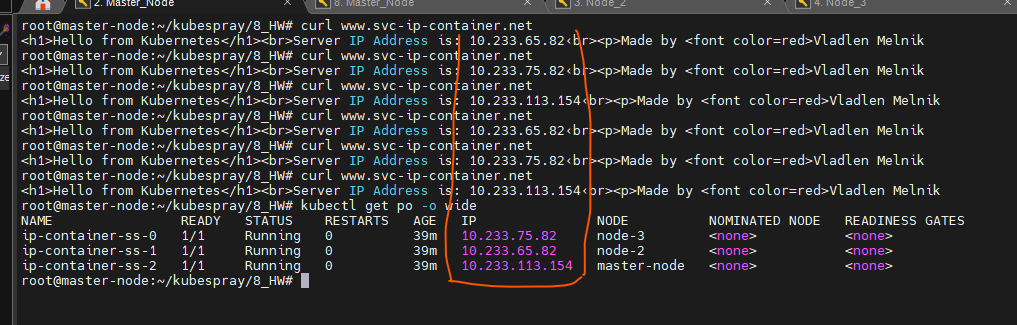 2. Master_Node
8. Master_Node
3. Node_2
4. Node_3
root@master-node:~/kubespray/8_HW# curl www.svc-ip-container.net
<h1>Hello from Kubernetes</h1><br>Server IP Address is: 10.233.65.82<br><p>Made by <font color=red>Vladlen Melnik
root@master-node:~/kubespray/8_HW# curl www.svc-ip-container.net
<h1>Hello from Kubernetes</h1><br>Server IP Address is: 10.233.75.82<br><p>Made by <font color=red>Vladlen Melnik
root@master-node:~/kubespray/8_HW# curl www.svc-ip-container.net
<h1>Hello from Kubernetes</h1><br>Server IP Address is: 10.233.113.154<br><p>Made by <font color=red>Vladlen Melnik
root@master-node:~/kubespray/8_HW# curl www.svc-ip-container.net
<h1>Hello from Kubernetes</h1><br>Server IP Address is: 10.233.65.82<br><p>Made by <font color=red>Vladlen Melnik
root@master-node:~/kubespray/8_HW# curl www.svc-ip-container.net
<h1>Hello from Kubernetes</h1><br>Server IP Address is: 10.233.75.82<br><p>Made by <font color=red>Vladlen Melnik
root@master-node:~/kubespray/8_HW# curl www.svc-ip-container.net
<h1>Hello from Kubernetes</h1><br>Server IP Address is: 10.233.113.154<br><p>Made by <font color=red>Vladlen Melnik
root@master-node:~/kubespray/8_HW# kubectl get po -o wide
NAME READY STATUS RESTARTS AGE IP NODE NOMINATED NODE READINESS GATES
ip-container-ss-0 1/1 Running 0 39m 10.233.75.82 node-3 <none> <none>
ip-container-ss-1 1/1 Running 0 39m 10.233.65.82 node-2 <none> <none>
ip-container-ss-2 1/1 Running 0 39m 10.233.113.154 master-node <none> <none>
root@master-node:~/kubespray/8_HW#